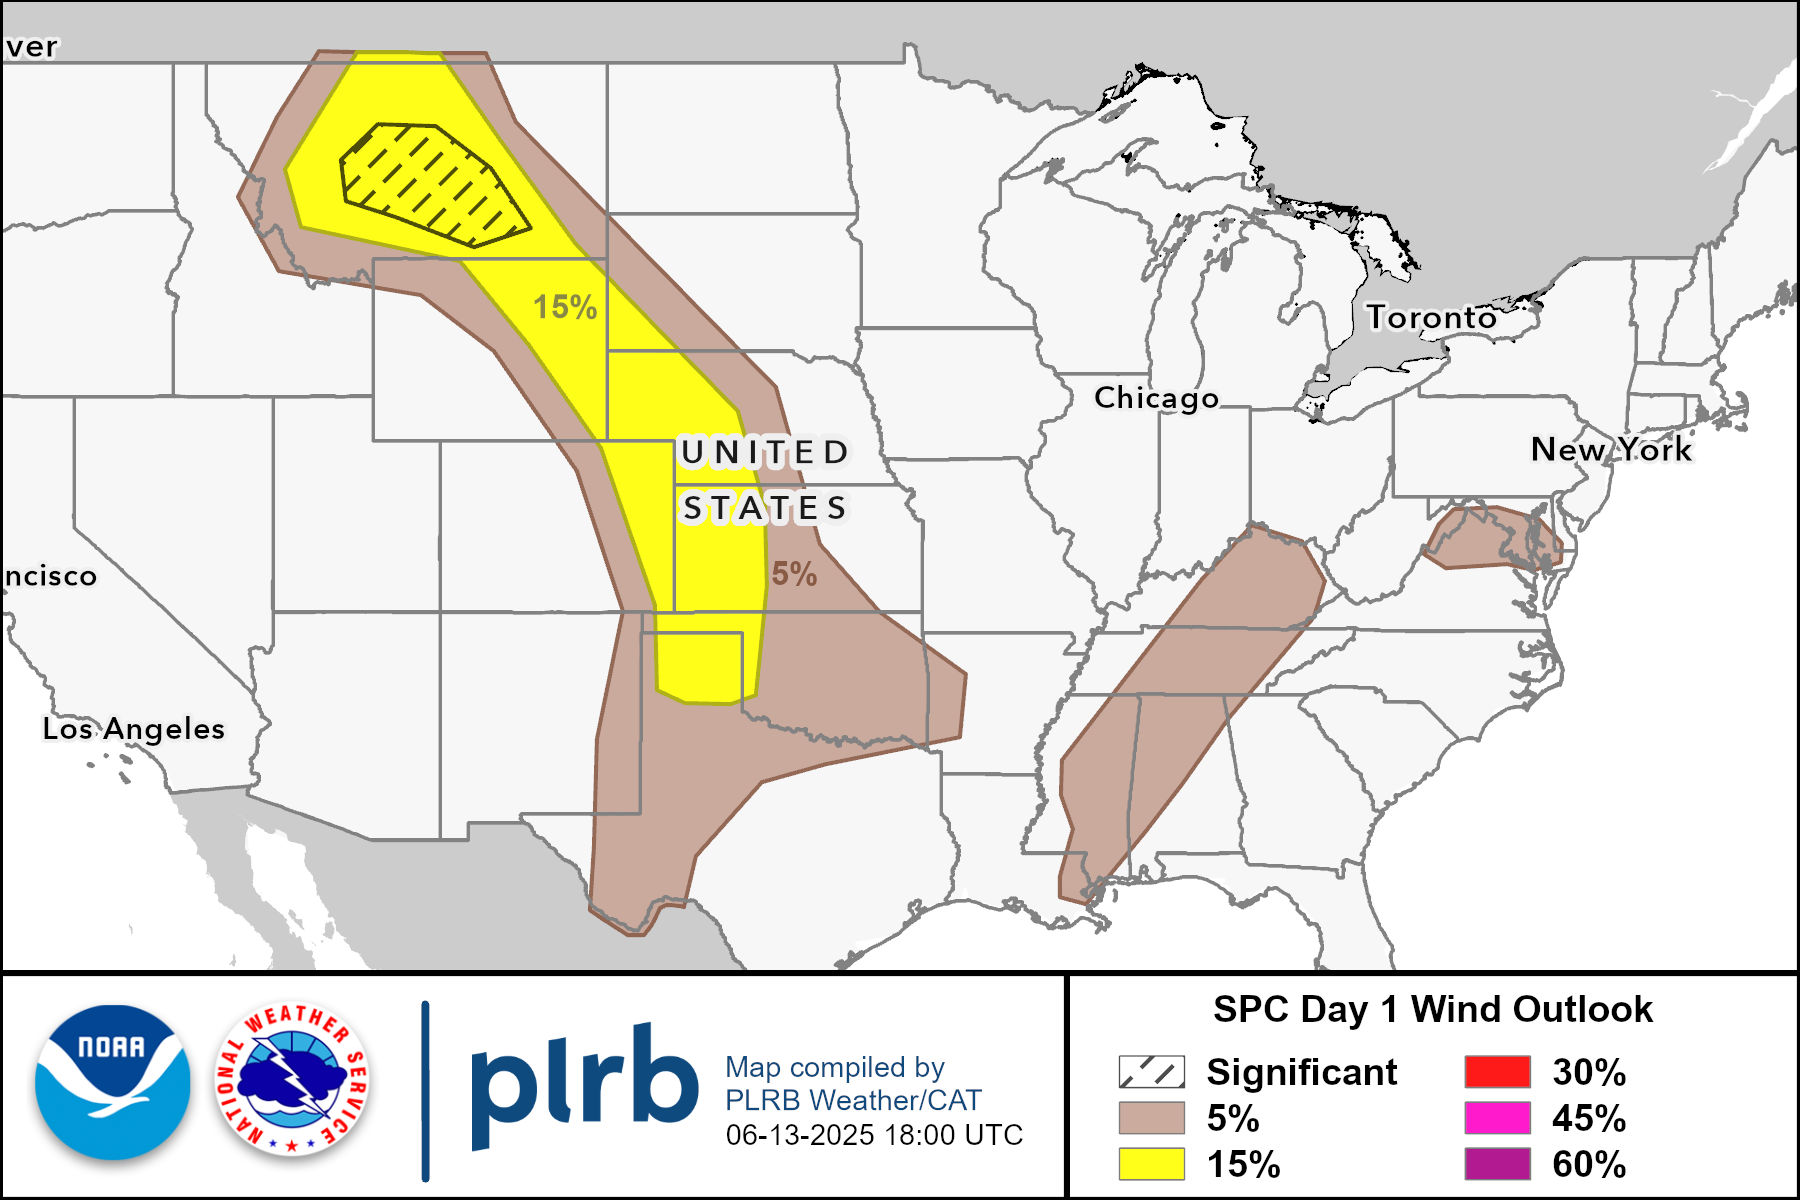 ver
15%
UNITED
STATES
5%
Toronto
Chicago
New York
ncisco
Los Angeles
NOAA
NATIONAL WEATHER SERVICE
plrb
Map compiled by
PLRB Weather/CAT
06-13-2025 18:00 UTC
SPC Day 1 Wind Outlook
Significant
5%
15%
30%
45%
60%